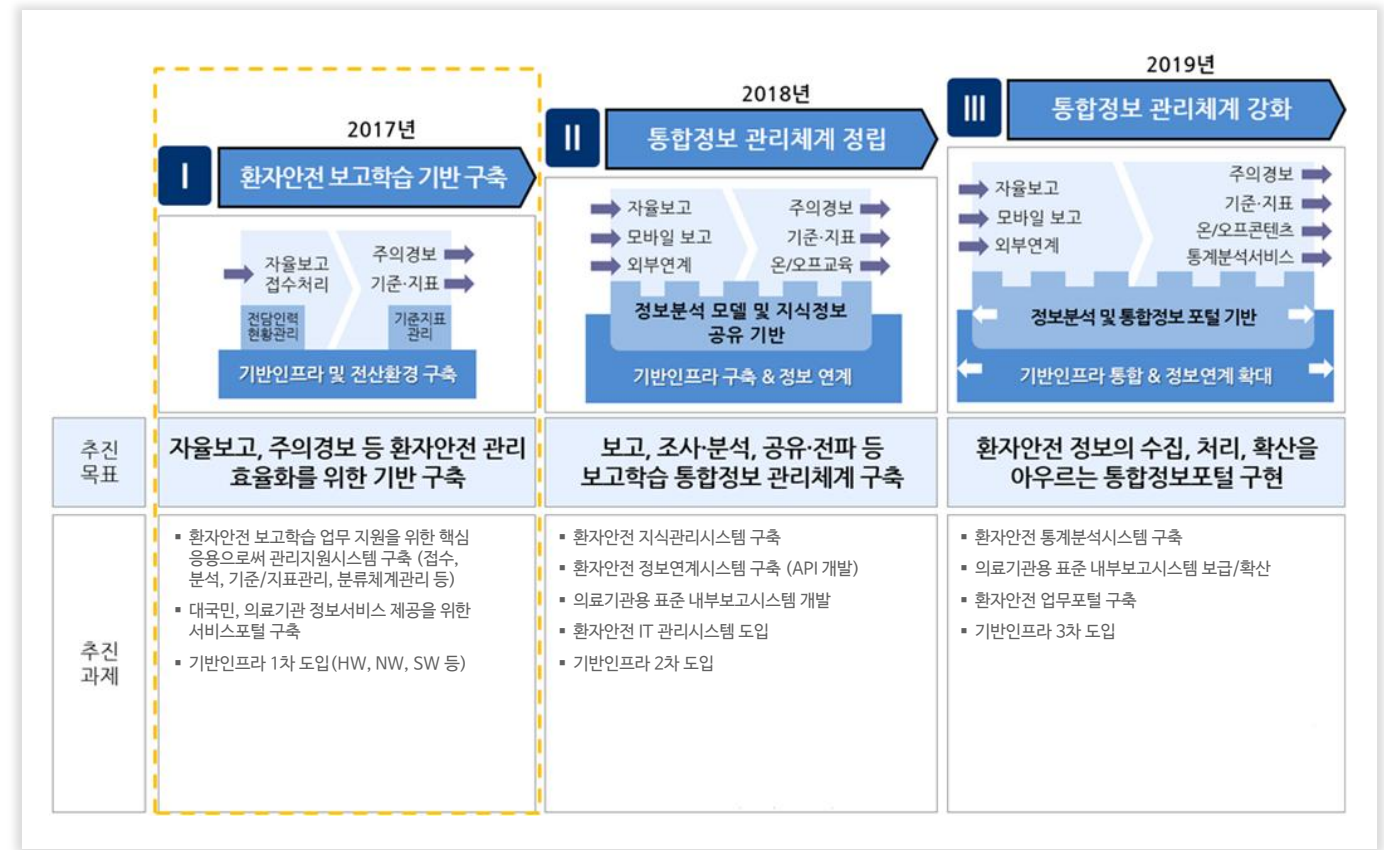 2017년
I
환자안전 보고학습 기반 구축
자율보고
접수처리
주의경보
기준·지표
전담인력
현황관리
기준지표
관리
기반인프라 및 전산환경 구축
2018년
II
통합정보 관리체계 정립
자율보고
모바일 보고
외부연계
주의경보
기준·지표
온/오프교육
정보분석 모델 및 지식정보
공유 기반
기반인프라 구축 & 정보 연계
2019년
III
통합정보 관리체계 강화
자율보고
모바일 보고
외부연계
주의경보
기준·지표
온/오프콘텐츠
통계분석서비스
정보분석 및 통합정보 포털 기반
기반인프라 통합 & 정보연계 확대
추진
목표
자율보고, 주의경보 등 환자안전 관리
효율화를 위한 기반 구축
보고, 조사·분석, 공유·전파 등
보고학습 통합정보 관리체계 구축
환자안전 정보의 수집, 처리, 확산을
아우르는 통합정보포털 구현
추진
과제
▪ 환자안전 보고학습 업무 지원을 위한 핵심
응용으로써 관리지원시스템 구축 (접수,
분석, 기준/지표관리, 분류체계관리 등)
▪ 대국민, 의료기관 정보서비스 제공을 위한
서비스포털 구축
▪ 기반인프라 1차 도입(HW, NW, SW 등)
▪ 환자안전 지식관리시스템 구축
▪ 환자안전 정보연계시스템 구축 (API 개발)
▪ 의료기관용 표준 내부보고시스템 개발
▪ 환자안전 IT 관리시스템 도입
▪ 기반인프라 2차 도입
▪ 환자안전 통계분석시스템 구축
▪ 의료기관용 표준 내부보고시스템 보급/확산
▪ 환자안전 업무포털 구축
▪ 기반인프라 3차 도입